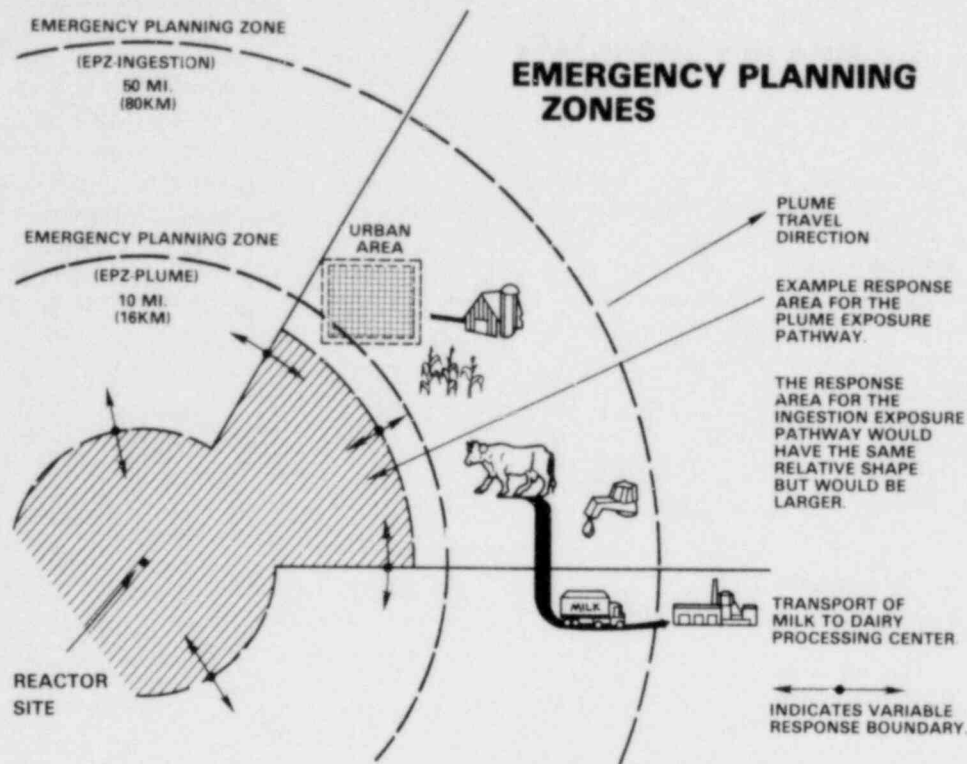 EMERGENCY PLANNING ZONE
(EPZ-INGESTION)
50 MI.
(80KM)
EMERGENCY PLANNING
ZONES
EMERGENCY PLANNING ZONE
(EPZ-PLUME)
10 MI.
(16KM)
URBAN
AREA
PLUME
TRAVEL
DIRECTION
EXAMPLE RESPONSE
AREA FOR THE
PLUME EXPOSURE
PATHWAY.
THE RESPONSE
AREA FOR THE
INGESTION EXPOSURE
PATHWAY WOULD
HAVE THE SAME
RELATIVE SHAPE
BUT WOULD BE
LARGER.
MILK
TRANSPORT OF
MILK TO DAIRY
PROCESSING CENTER.
REACTOR
SITE
INDICATES VARIABLE
RESPONSE BOUNDARY.